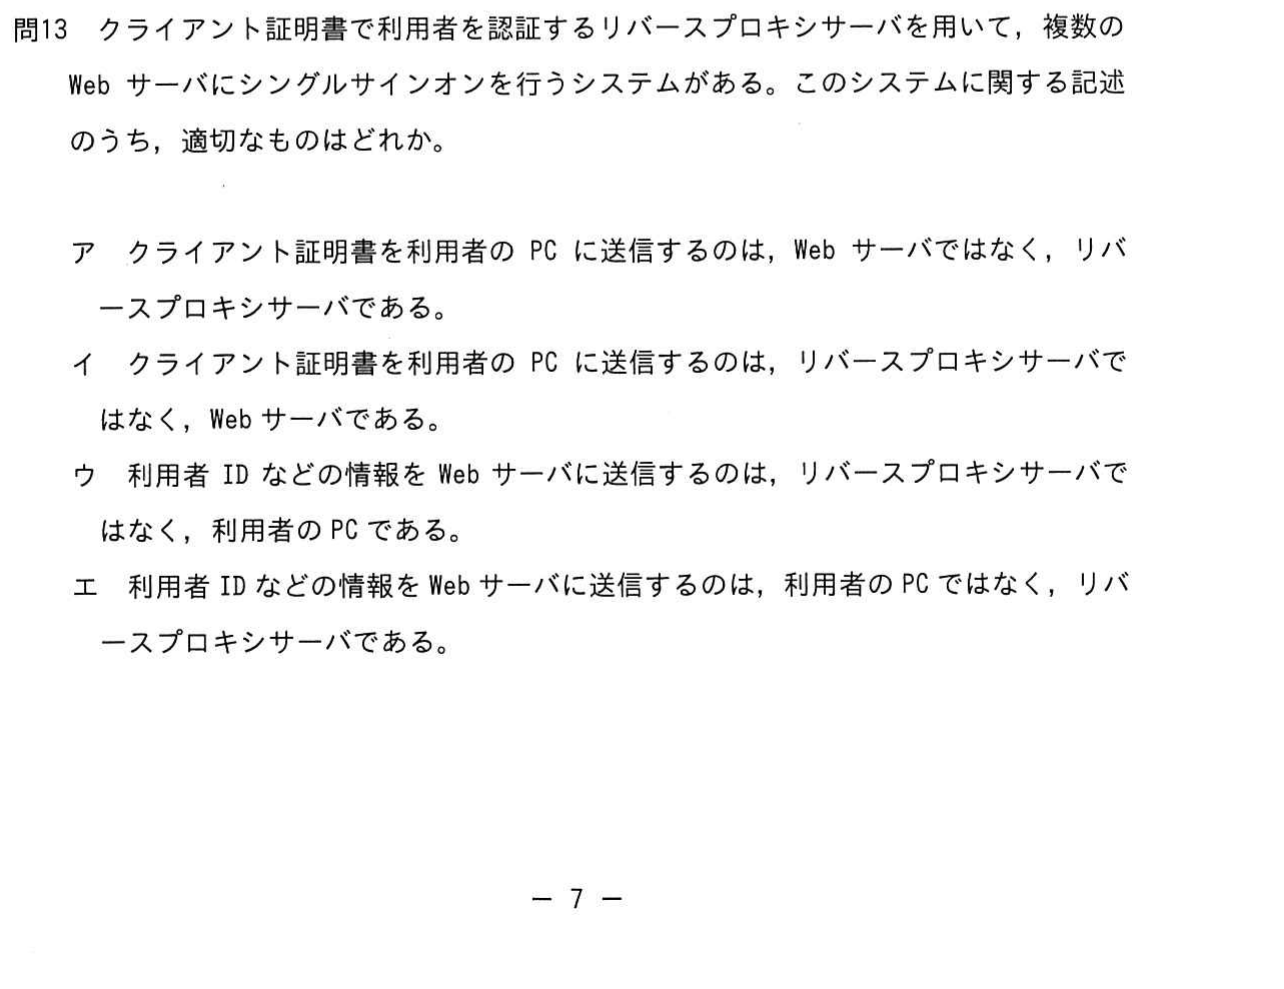 問13 クライアント証明書で利用者を認証するリバースプロキシサーバを用いて，複数の
Web サーバにシングルサインオンを行うシステムがある。このシステムに関する記述
のうち，適切なものはどれか。
ア クライアント証明書を利用者の PC に送信するのは，Web サーバではなく，リバ
ースプロキシサーバである。
イ クライアント証明書を利用者の PC に送信するのは，リバースプロキシサーバで
はなく，Web サーバである。
ウ 利用者 ID などの情報を Web サーバに送信するのは，リバースプロキシサーバで
はなく，利用者の PC である。
エ 利用者 ID などの情報を Web サーバに送信するのは，利用者の PC ではなく，リバ
ースプロキシサーバである。
— 7 —